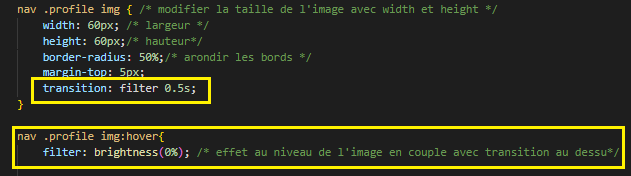 nav .profile img { /* modifier la taille de l'image avec width et height */
width: 60px; /* largeur */
height: 60px;/* hauteur*/
border-radius: 50%;/* arondir les bords */
margin-top: 5px;
transition: filter 0.5s;
}
nav .profile img:hover{
filter: brightness(0%); /* effet au niveau de l'image en couple avec transition au dessu*/